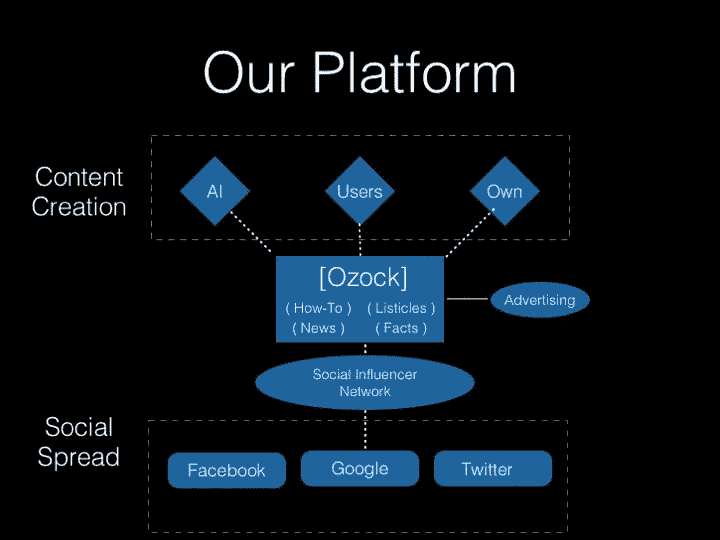 Our Platform
Content
Creation
AI
Users
Own
[Ozock]
( How-To ) ( Listicles )
( News ) ( Facts )
Advertising
Social Influencer
Network
Social
Spread
Facebook
Google
Twitter